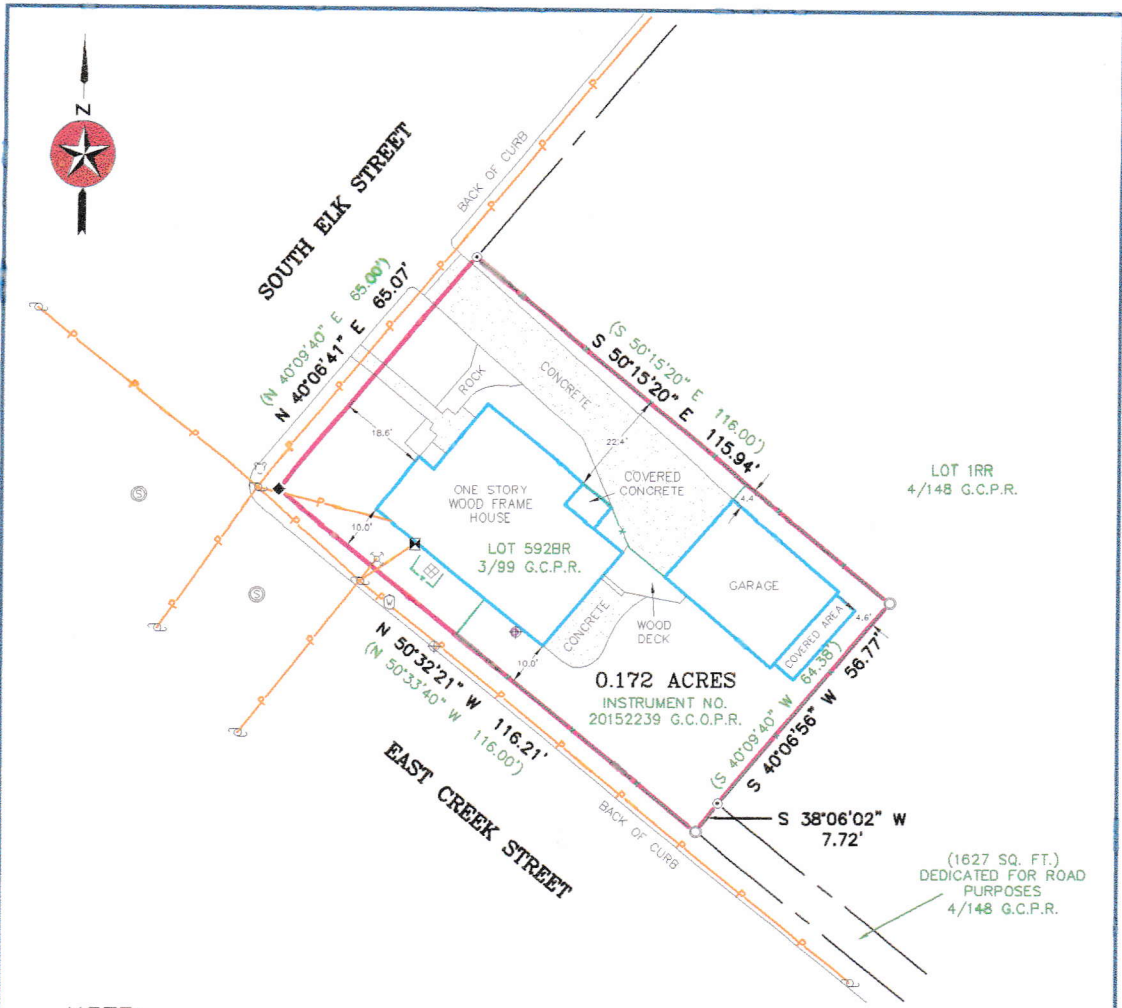 N
SOUTH ELK STREET
BACK OF CURB
(N 40°09'40" E 65.00')
N 40°06'41" E 65.07'
(S 50°15'20" E 116.00')
S 50°15'20" E 115.94'
ROCK
CONCRETE
18.6'
22.4'
COVERED
CONCRETE
LOT 1RR
4/148 G.C.P.R.
4.4'
ONE STORY
WOOD FRAME
HOUSE
10.0'
LOT 592BR
3/99 G.C.P.R.
GARAGE
S
S
W
COVERED AREA
4.6'
CONCRETE
WOOD
DECK
10.0'
N 50°32'21" W 116.21'
(N 50°33'40" W 116.00')
0.172 ACRES
INSTRUMENT NO.
20152239 G.C.O.P.R.
(S 40°09'40" W 64.38')
S 40°06'56" W 56.77'
EAST CREEK STREET
BACK OF CURB
S 38°06'02" W
7.72'
(1627 SQ. FT.)
DEDICATED FOR ROAD
PURPOSES
4/148 G.C.P.R.